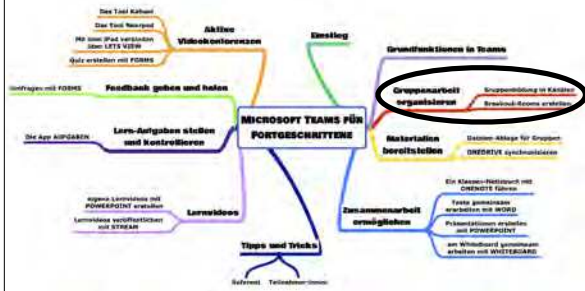 Das Tool Kahoot
Das Tool Nearpod
Mit dem iPad verbinden
über LETS VIEW
Quiz erstellen mit FORMS
Aktive
Videokonferenzen
Umfragen mit FORMS
Feedback geben und holen
Die App AUFGABEN
Lern-Aufgaben stellen
und kontrollieren
eigene Lernvideos mit
POWERPOINT erstellen
Lernvideos veröffentlichen
mit STREAM
Lernvideos
Tipps und Tricks
Referent
Teilnehmer-innen
MICROSOFT TEAMS FÜR
FORTGESCHRITTENE
Einstieg
Grundfunktionen in Teams
Gruppenarbeit
organisieren
Gruppenbildung in Kanälen
Breakout-Rooms erstellen
Materialien
bereitstellen
Dateien-Ablage für Gruppen
ONEDRIVE synchronisieren
Zusammenarbeit
ermöglichen
Ein Klassen-Notizbuch mit
ONENOTE führen
Texte gemeinsam
erarbeiten mit WORD
Präsentationen erstellen
mit POWERPOINT
am Whiteboard gemeinsam
arbeiten mit WHITEBOARD